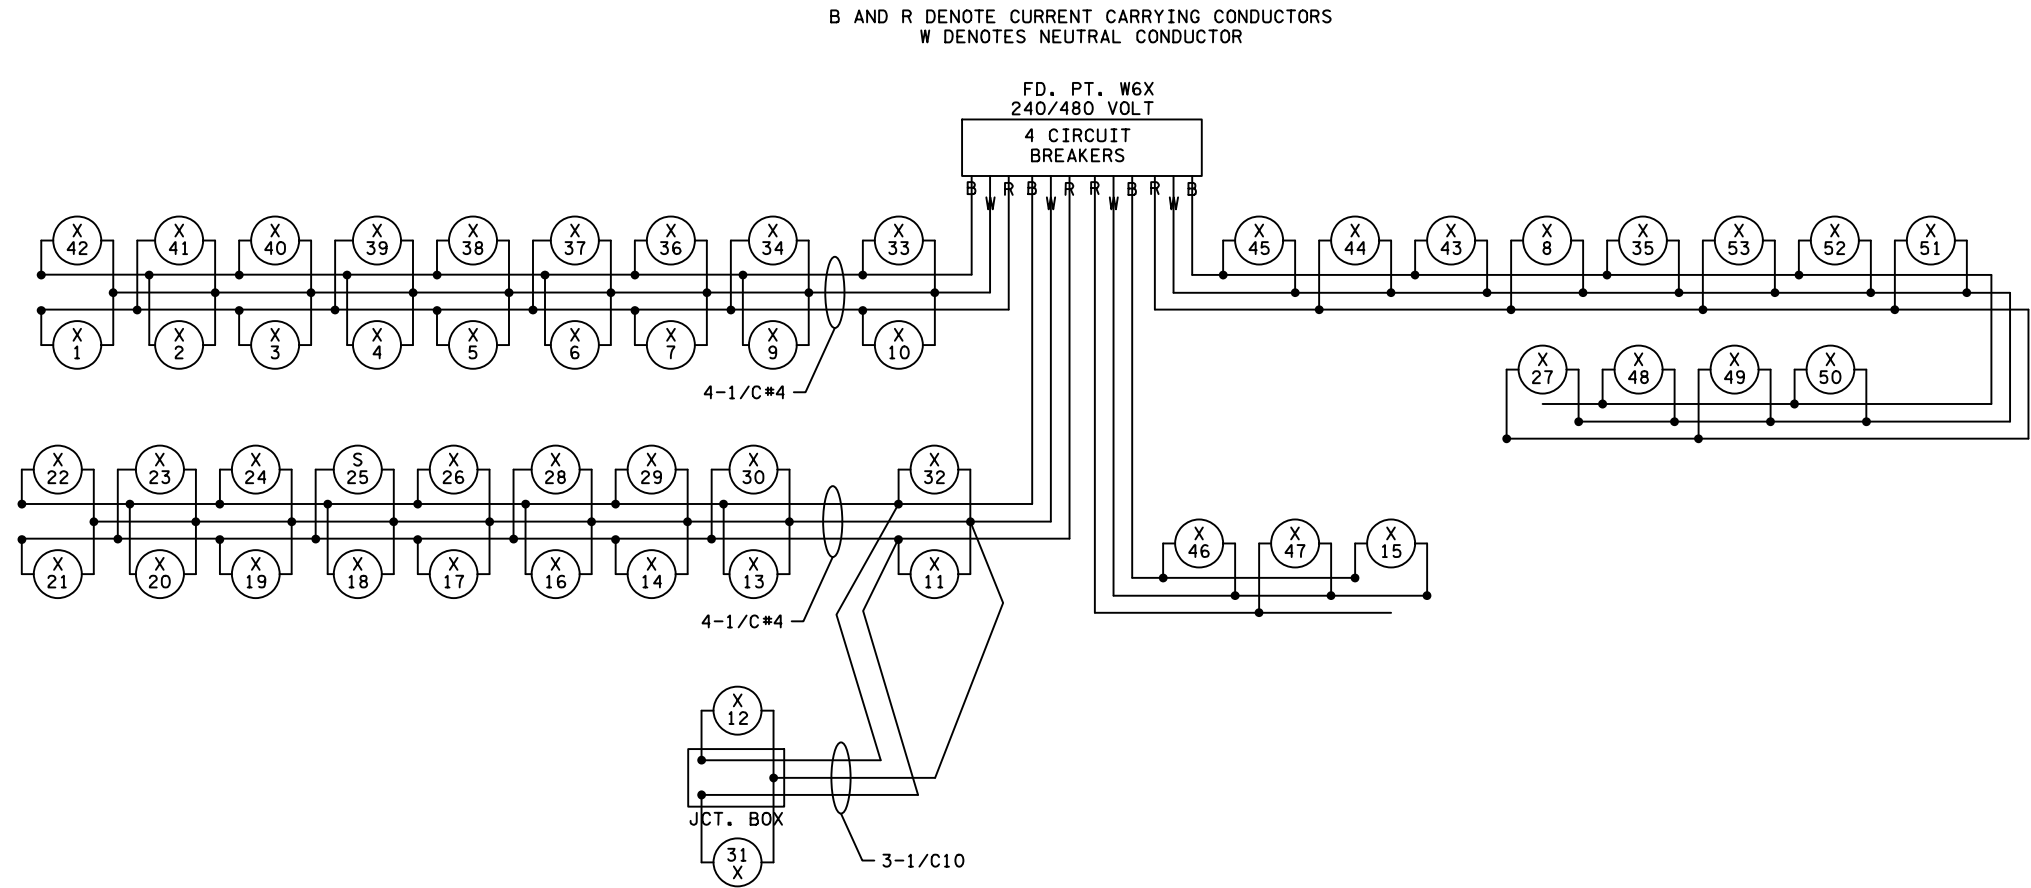 B AND R DENOTE CURRENT CARRYING CONDUCTORS
W DENOTES NEUTRAL CONDUCTOR
FD. PT. W6X
240/480 VOLT
4 CIRCUIT
BREAKERS
B W R B W R R W B R W B
X X X X X X X X X
42 41 40 39 38 37 36 34 33
X X X X X X X X
45 44 43 8 35 53 52 51
X X X X X X X X X
1 2 3 4 5 6 7 9 10
X X X X
27 48 49 50
4-1/C#4
X X X S X X X X X
22 23 24 25 26 28 29 30 32
X X X
46 47 15
X X X X X X X X X
21 20 19 18 17 16 14 13 11
4-1/C#4
X
12
JCT. BOX
31
X
3-1/C10